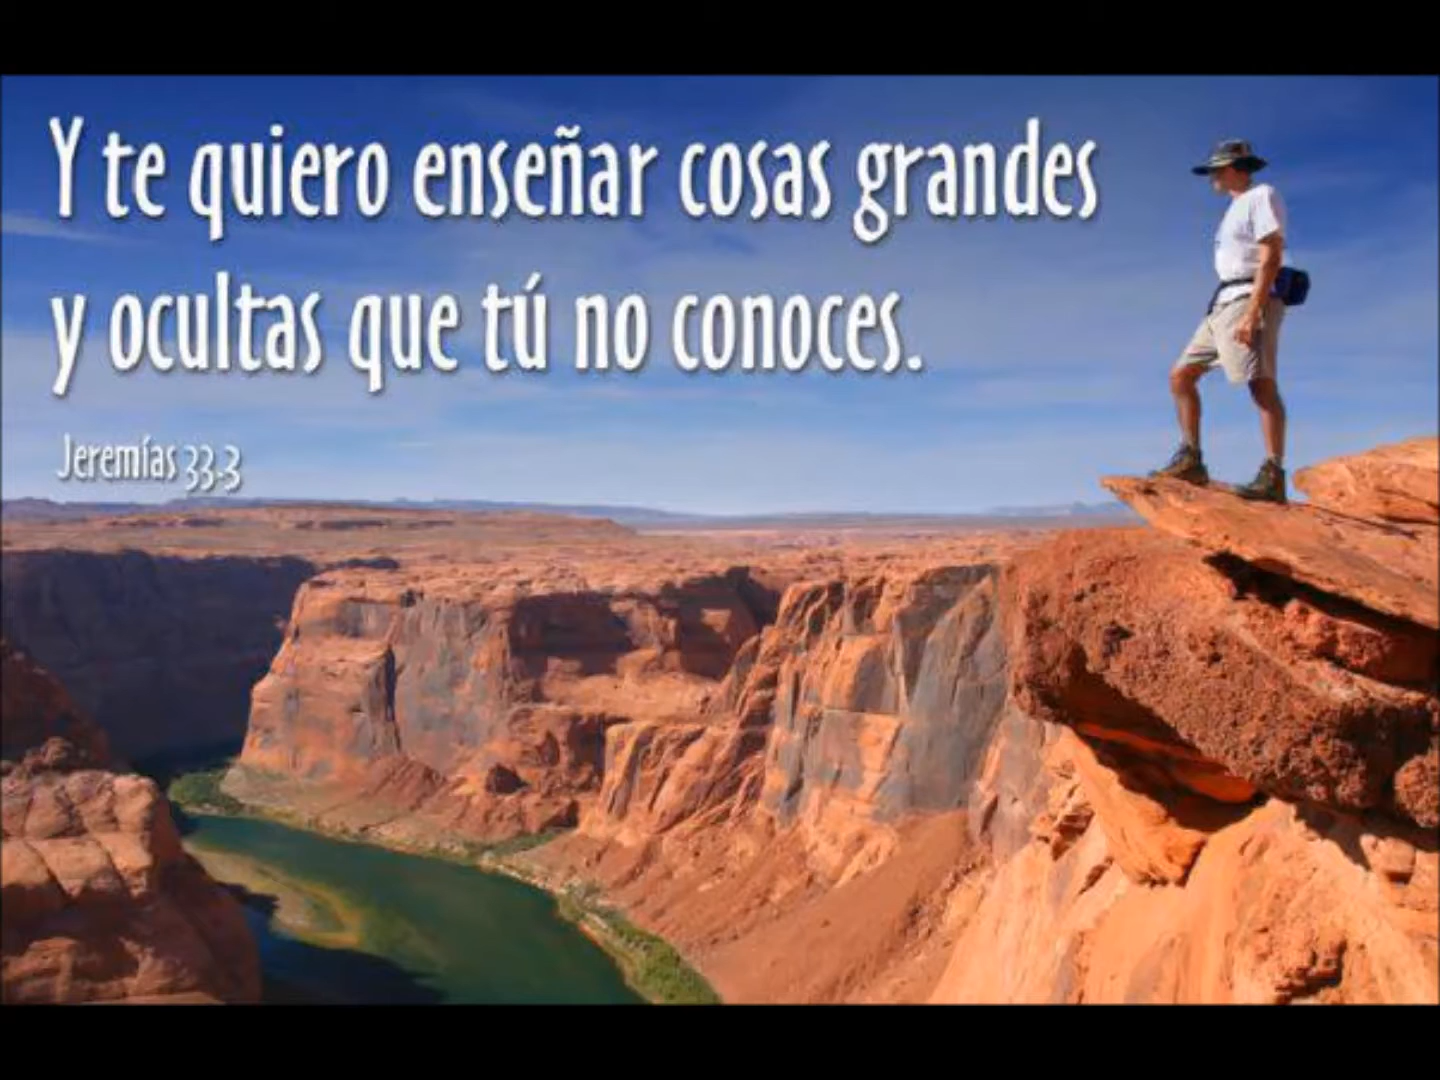 Y te quiero enseñar cosas grandes
y ocultas que tú no conoces.
Jeremías 33.3